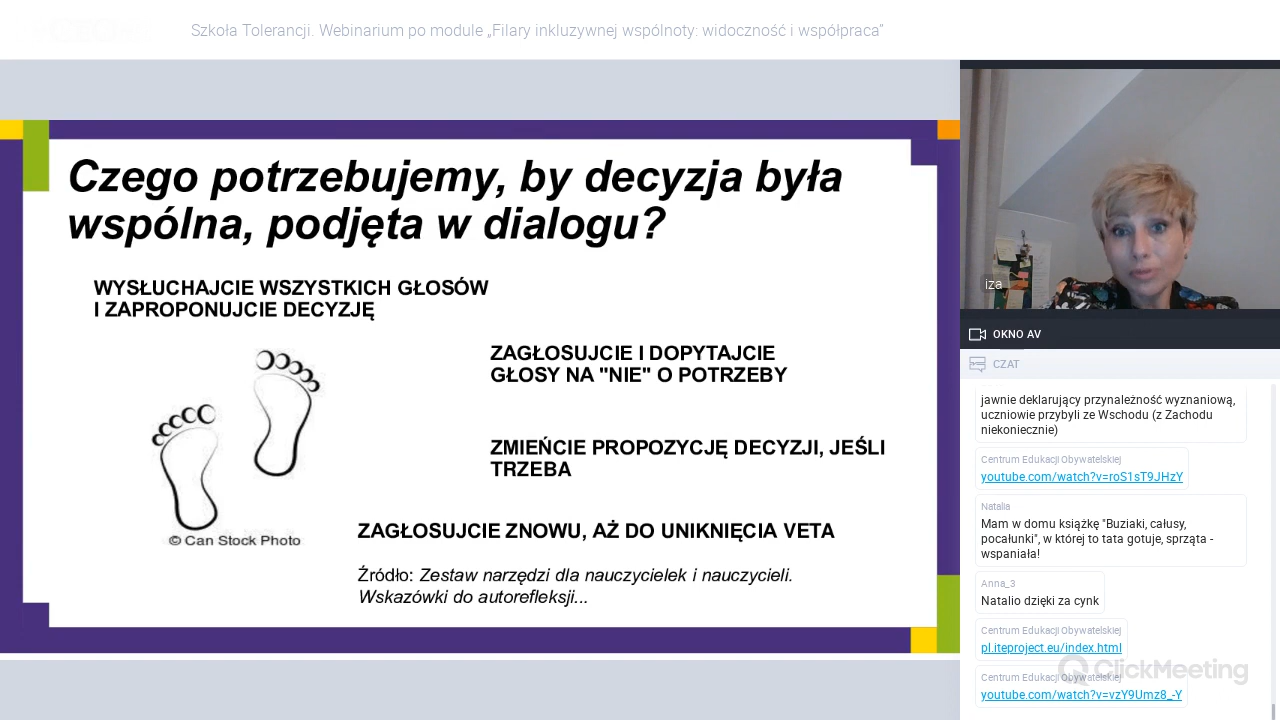 Szkoła Tolerancji. Webinarium po module „Filary inkluzywnej wspólnoty: widoczność i współpraca”
Czego potrzebujemy, by decyzja była
wspólna, podjęta w dialogu?
WYSŁUCHAJCIE WSZYSTKICH GŁOSÓW
I ZAPROPONUJCIE DECYZJĘ
ZAGŁOSUJCIE I DOPYTAJCIE
GŁOSY NA "NIE" O POTRZEBY
ZMIEŃCIE PROPOZYCJĘ DECYZJI, JEŚLI
TRZEBA
© Can Stock Photo
ZAGŁOSUJCIE ZNOWU, AŻ DO UNIKNIĘCIA VETA
Źródło: Zestaw narzędzi dla nauczycielek i nauczycieli.
Wskazówki do autorefleksji...
iza
OKNO AV
CZAT
jawnie deklarujący przynależność wyznaniową,
uczniowie przybyli ze Wschodu (z Zachodu
niekoniecznie)
Centrum Edukacji Obywatelskiej
youtube.com/watch?v=roS1sT9JHzY
Natalia
Mam w domu książkę "Buziaki, całusy,
pocałunki", w której to tata gotuje, sprząta -
wspaniała!
Anna_3
Natalio dzięki za cynk
Centrum Edukacji Obywatelskiej
pl.iteproject.eu/index.html
Centrum Edukacji Obywatelskiej
youtube.com/watch?v=vzY9Umz8_-Y
ClickMeeting